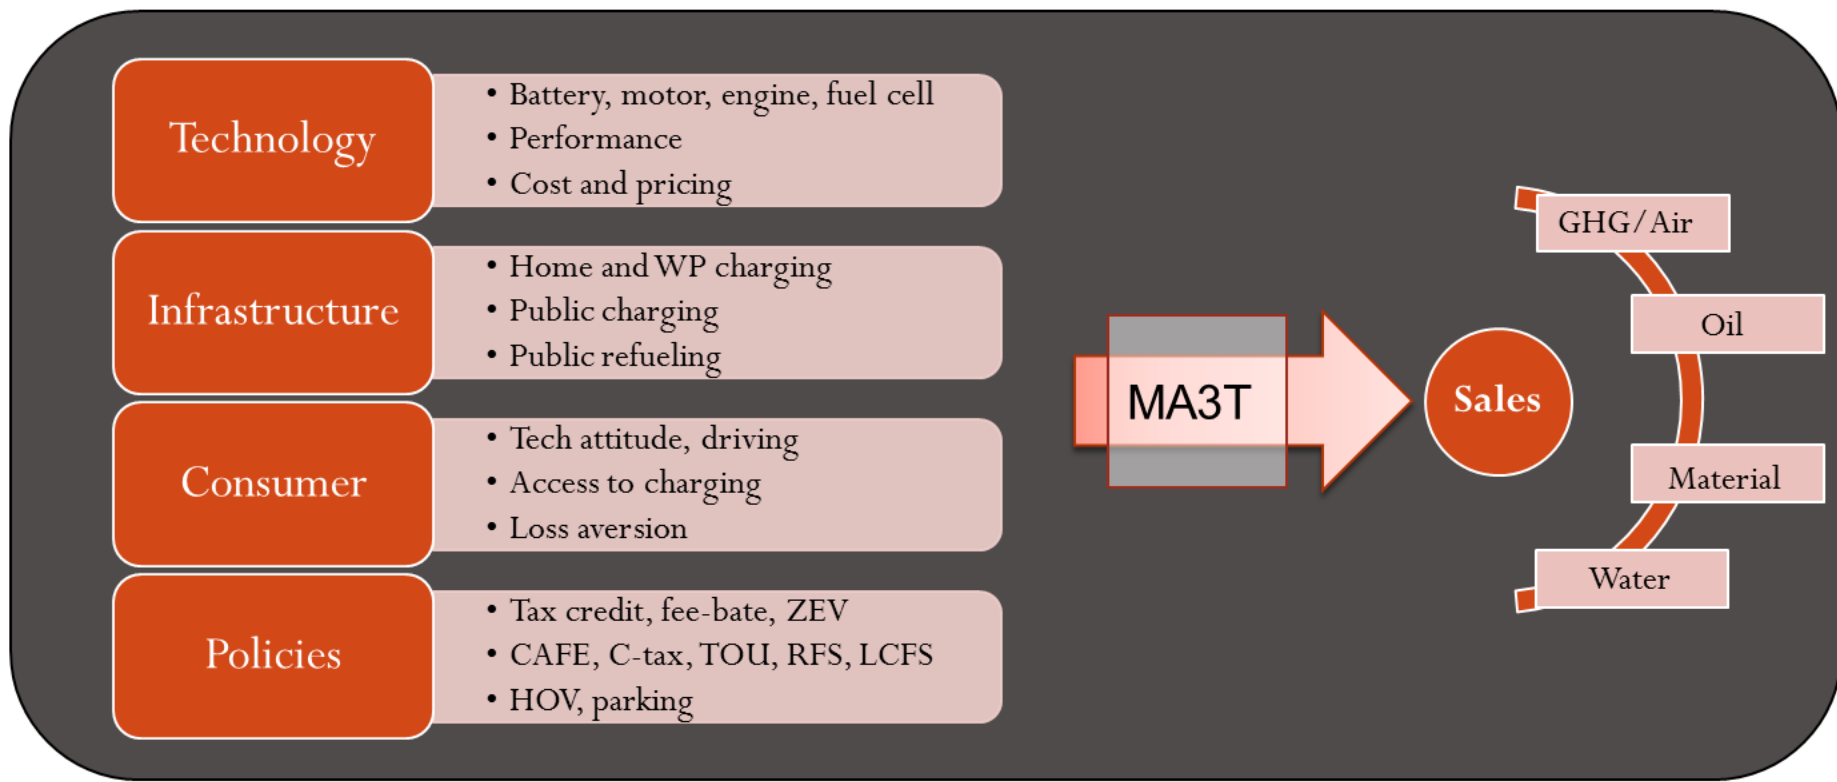 Technology
• Battery, motor, engine, fuel cell
• Performance
• Cost and pricing
Infrastructure
• Home and WP charging
• Public charging
• Public refueling
Consumer
• Tech attitude, driving
• Access to charging
• Loss aversion
Policies
• Tax credit, fee-bate, ZEV
• CAFE, C-tax, TOU, RFS, LCFS
• HOV, parking
MA3T
Sales
GHG/Air
Oil
Material
Water